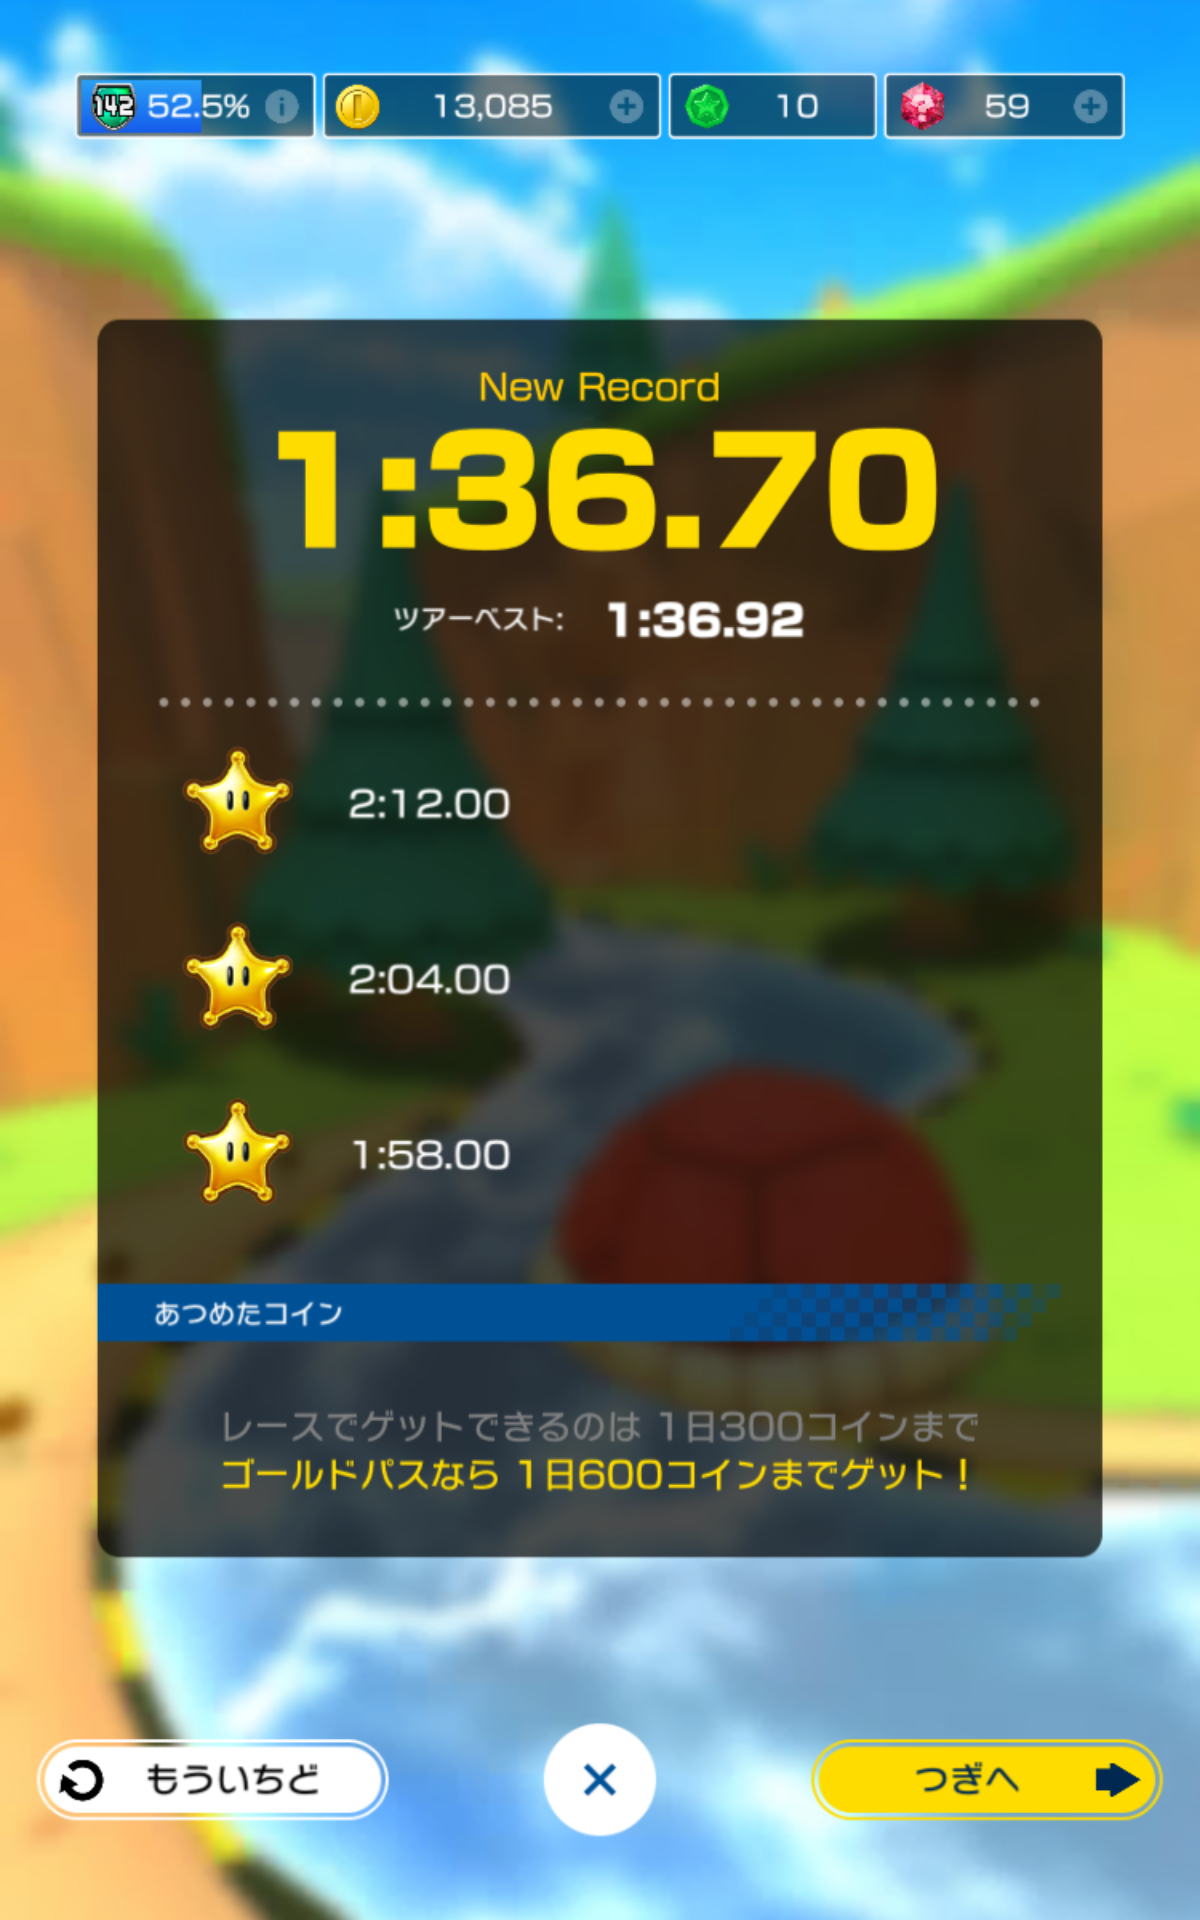 142 52.5% i 13,085 + 10 59 +
New Record
1:36.70
ツアーベスト: 1:36.92
2:12.00
2:04.00
1:58.00
あつめたコイン
レースでゲットできるのは 1日300コインまで
ゴールドパスなら 1日600コインまでゲット！
もういちど × つぎへ